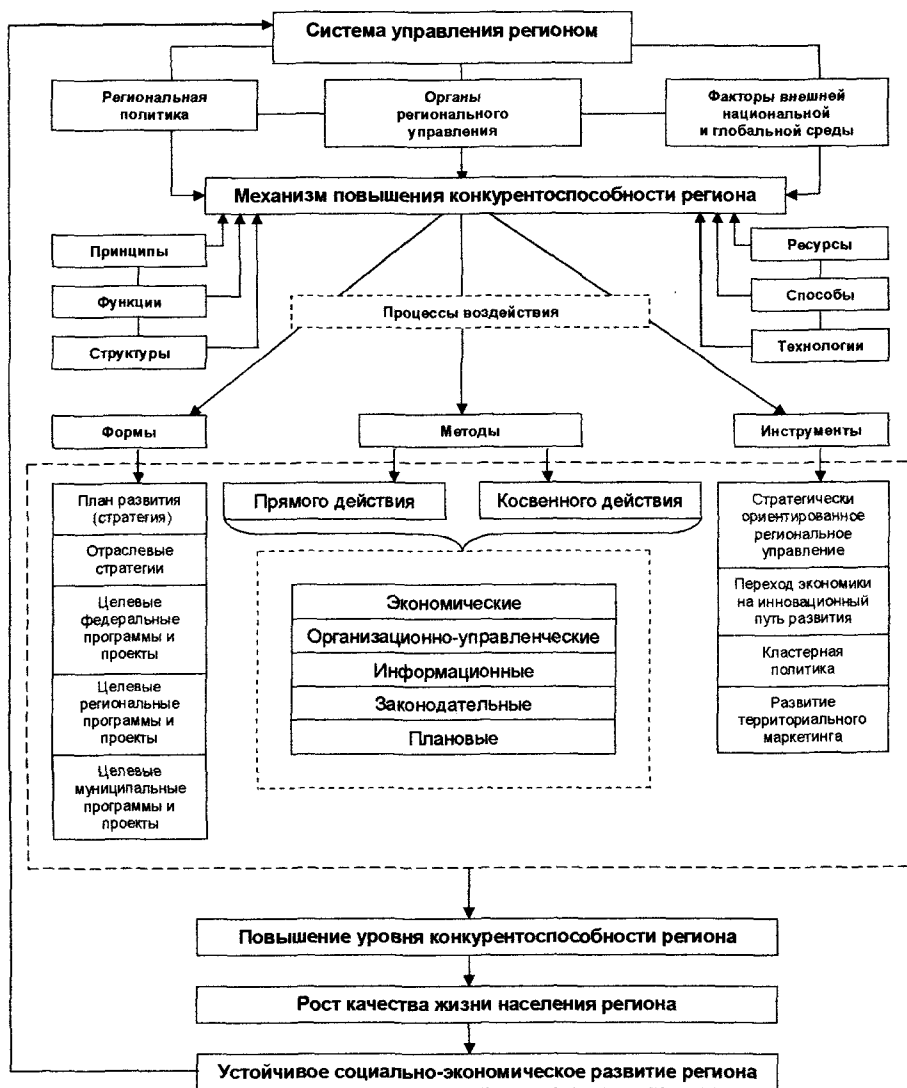 Система управления регионом
Региональная
политика
Органы
регионального
управления
Факторы внешней
национальной
и глобальной среды
Механизм повышения конкурентоспособности региона
Принципы
Функции
Структуры
Ресурсы
Способы
Технологии
Процессы воздействия
Формы
Методы
Инструменты
План развития
(стратегия)
Отраслевые
стратегии
Целевые
федеральные
программы и
проекты
Целевые
региональные
программы и
проекты
Целевые
муниципальные
программы и
проекты
Прямого действия
Косвенного действия
Экономические
Организационно-управленческие
Информационные
Законодательные
Плановые
Стратегически
ориентированное
региональное
управление
Переход экономики
на инновационный
путь развития
Кластерная
политика
Развитие
территориального
маркетинга
Повышение уровня конкурентоспособности региона
Рост качества жизни населения региона
Устойчивое социально-экономическое развитие региона